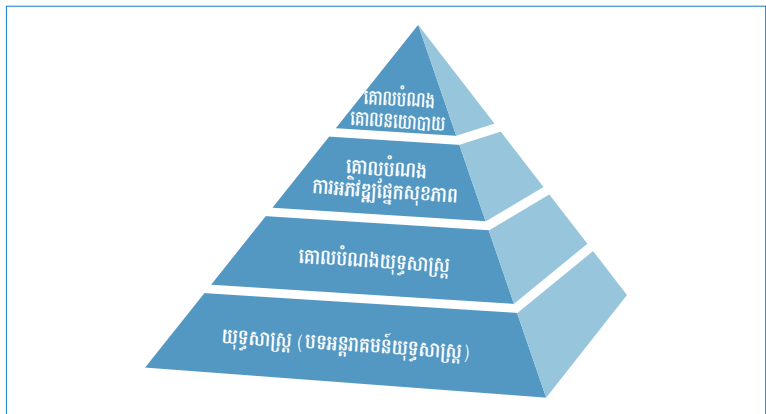 គោលបំណង
គោលនយោបាយ
គោលបំណង
ការអភិវឌ្ឍផ្នែកសុខភាព
គោលបំណងយុទ្ធសាស្ត្រ
យុទ្ធសាស្ត្រ (បទអន្តរាគមន៍យុទ្ធសាស្ត្រ)